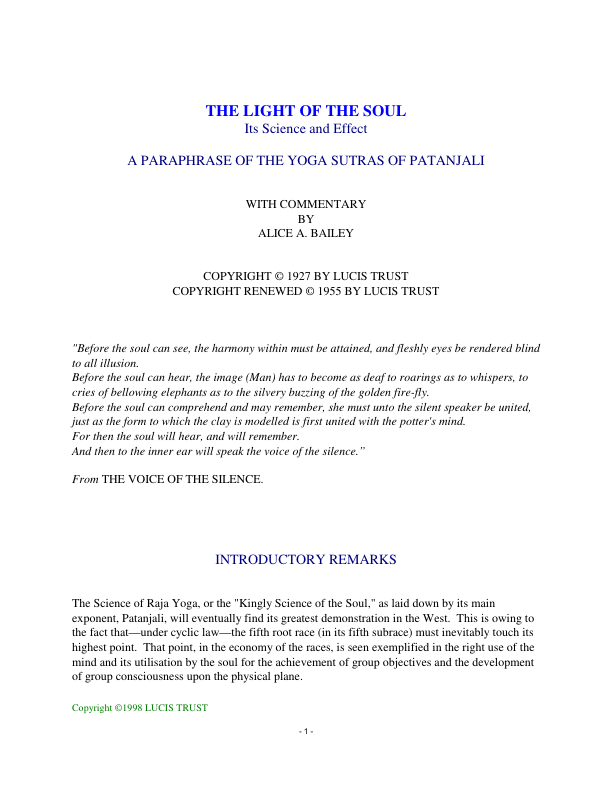 THE LIGHT OF THE SOUL
Its Science and Effect
A PARAPHRASE OF THE YOGA SUTRAS OF PATANJALI
WITH COMMENTARY
BY
ALICE A. BAILEY
COPYRIGHT © 1927 BY LUCIS TRUST
COPYRIGHT RENEWED © 1955 BY LUCIS TRUST
"Before the soul can see, the harmony within must be attained, and fleshly eyes be rendered blind
to all illusion.
Before the soul can hear, the image (Man) has to become as deaf to roarings as to whispers, to
cries of bellowing elephants as to the silvery buzzing of the golden fire-fly.
Before the soul can comprehend and may remember, she must unto the silent speaker be united,
just as the form to which the clay is modelled is first united with the potter's mind.
For then the soul will hear, and will remember.
And then to the inner ear will speak the voice of the silence."
From THE VOICE OF THE SILENCE.
INTRODUCTORY REMARKS
The Science of Raja Yoga, or the "Kingly Science of the Soul," as laid down by its main
exponent, Patanjali, will eventually find its greatest demonstration in the West.  This is owing to
the fact that—under cyclic law—the fifth root race (in its fifth subrace) must inevitably touch its
highest point.  That point, in the economy of the races, is seen exemplified in the right use of the
mind and its utilisation by the soul for the achievement of group objectives and the development
of group consciousness upon the physical plane.
Copyright ©1998 LUCIS TRUST
- 1 -